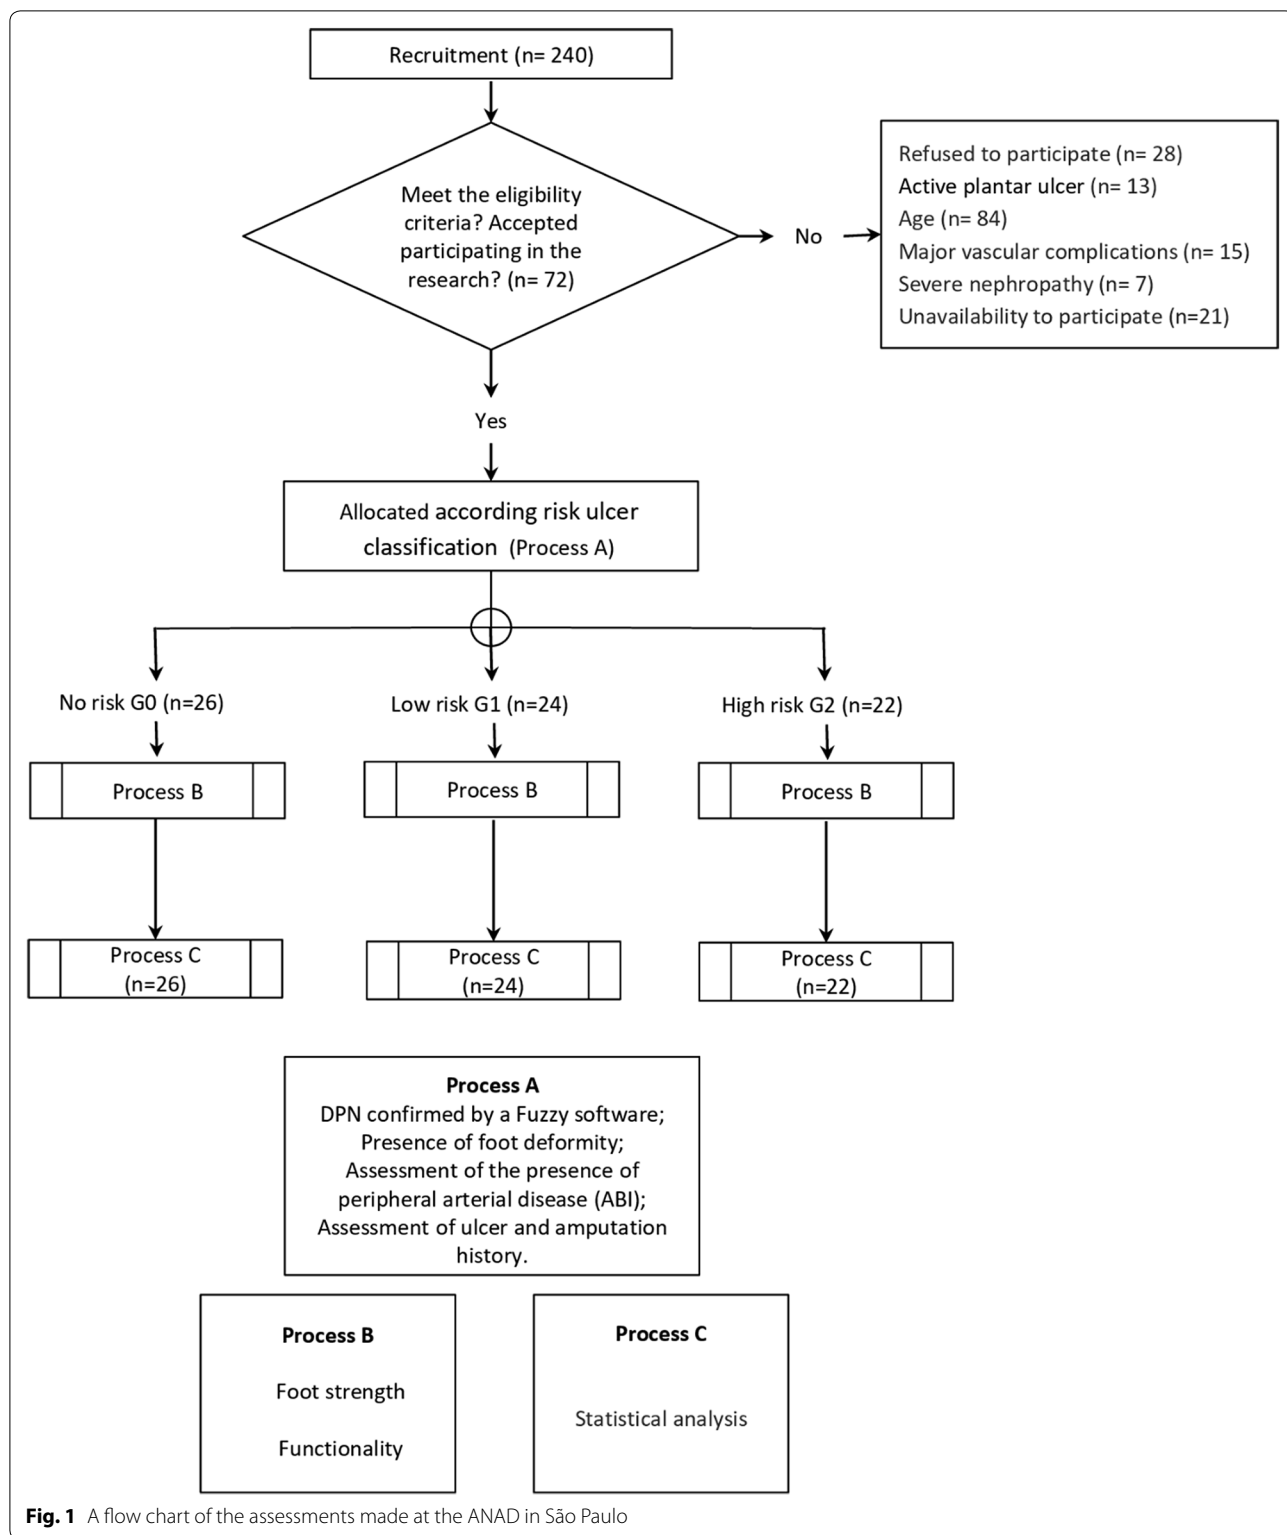 Recruitment (n= 240)
Meet the eligibility
criteria? Accepted
participating in the
research? (n= 72)
No
Refused to participate (n= 28)
Active plantar ulcer (n= 13)
Age (n= 84)
Major vascular complications (n= 15)
Severe nephropathy (n= 7)
Unavailability to participate (n=21)
Yes
Allocated according risk ulcer
classification (Process A)
No risk G0 (n=26)
Low risk G1 (n=24)
High risk G2 (n=22)
Process B
Process B
Process B
Process C
(n=26)
Process C
(n=24)
Process C
(n=22)
Process A
DPN confirmed by a Fuzzy software;
Presence of foot deformity;
Assessment of the presence of
peripheral arterial disease (ABI);
Assessment of ulcer and amputation
history.
Process B
Foot strength
Functionality
Process C
Statistical analysis
Fig. 1 A flow chart of the assessments made at the ANAD in São Paulo